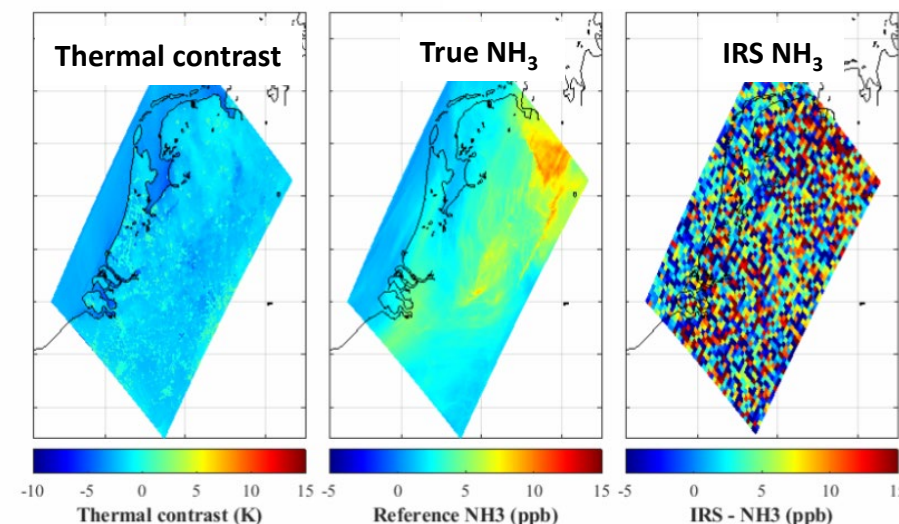 Thermal contrast
True NH₃
IRS NH₃
-10 -5 0 5 10 15
-5 0 5 10 15
-5 0 5 10 15
Thermal contrast (K)
Reference NH3 (ppb)
IRS - NH3 (ppb)